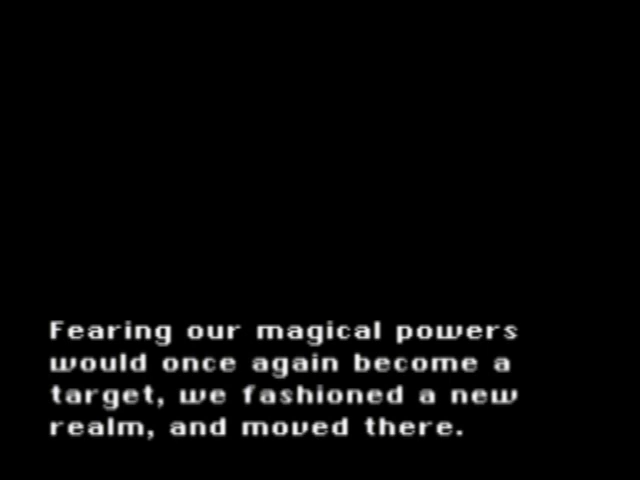 Fearing our magical powers
would once again become a
target, we fashioned a new
realm, and moved there.